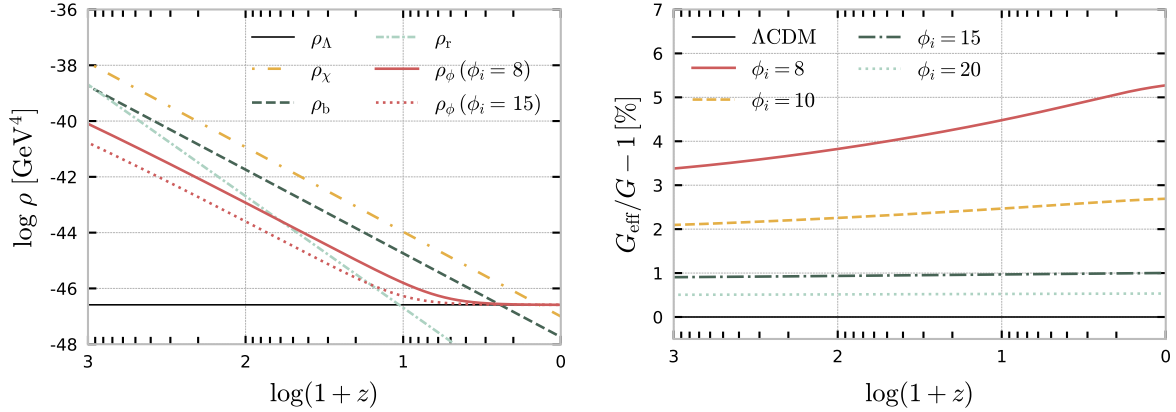 log ρ [GeV⁴]
-36
-38
-40
-42
-44
-46
-48
ρ_Λ
ρ_χ
ρ_b
ρ_r
ρ_ϕ (ϕ_i = 8)
ρ_ϕ (ϕ_i = 15)
3 2 1 0
log(1 + z)
G_eff/G − 1 [%]
7
6
5
4
3
2
1
0
ΛCDM
ϕ_i = 8
ϕ_i = 10
ϕ_i = 15
ϕ_i = 20
3 2 1 0
log(1 + z)